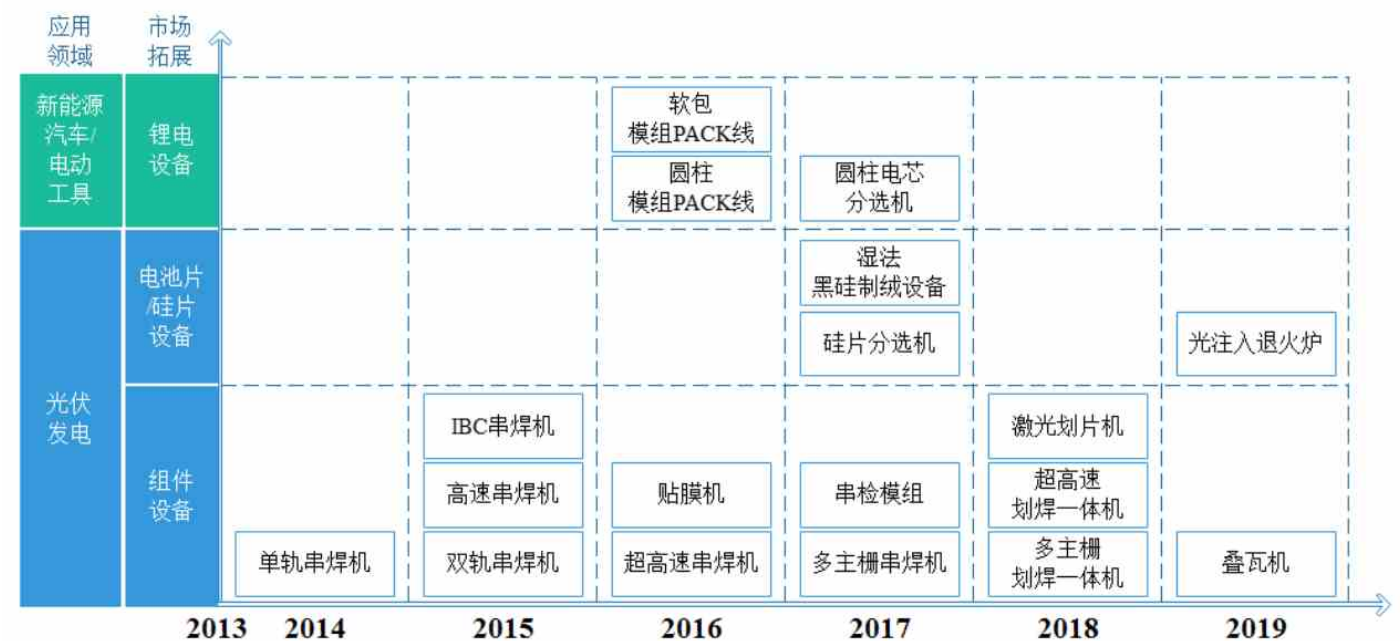 应用
领域
市场
拓展
新能源
汽车/
电动
工具
锂电
设备
软包
模组PACK线
圆柱
模组PACK线
圆柱电芯
分选机
光伏
发电
电池片
/硅片
设备
湿法
黑硅制绒设备
硅片分选机
光注入退火炉
组件
设备
IBC串焊机
激光划片机
高速串焊机
贴膜机
串检模组
超高速
划焊一体机
单轨串焊机
双轨串焊机
超高速串焊机
多主栅串焊机
多主栅
划焊一体机
叠瓦机
2013 2014 2015 2016 2017 2018 2019